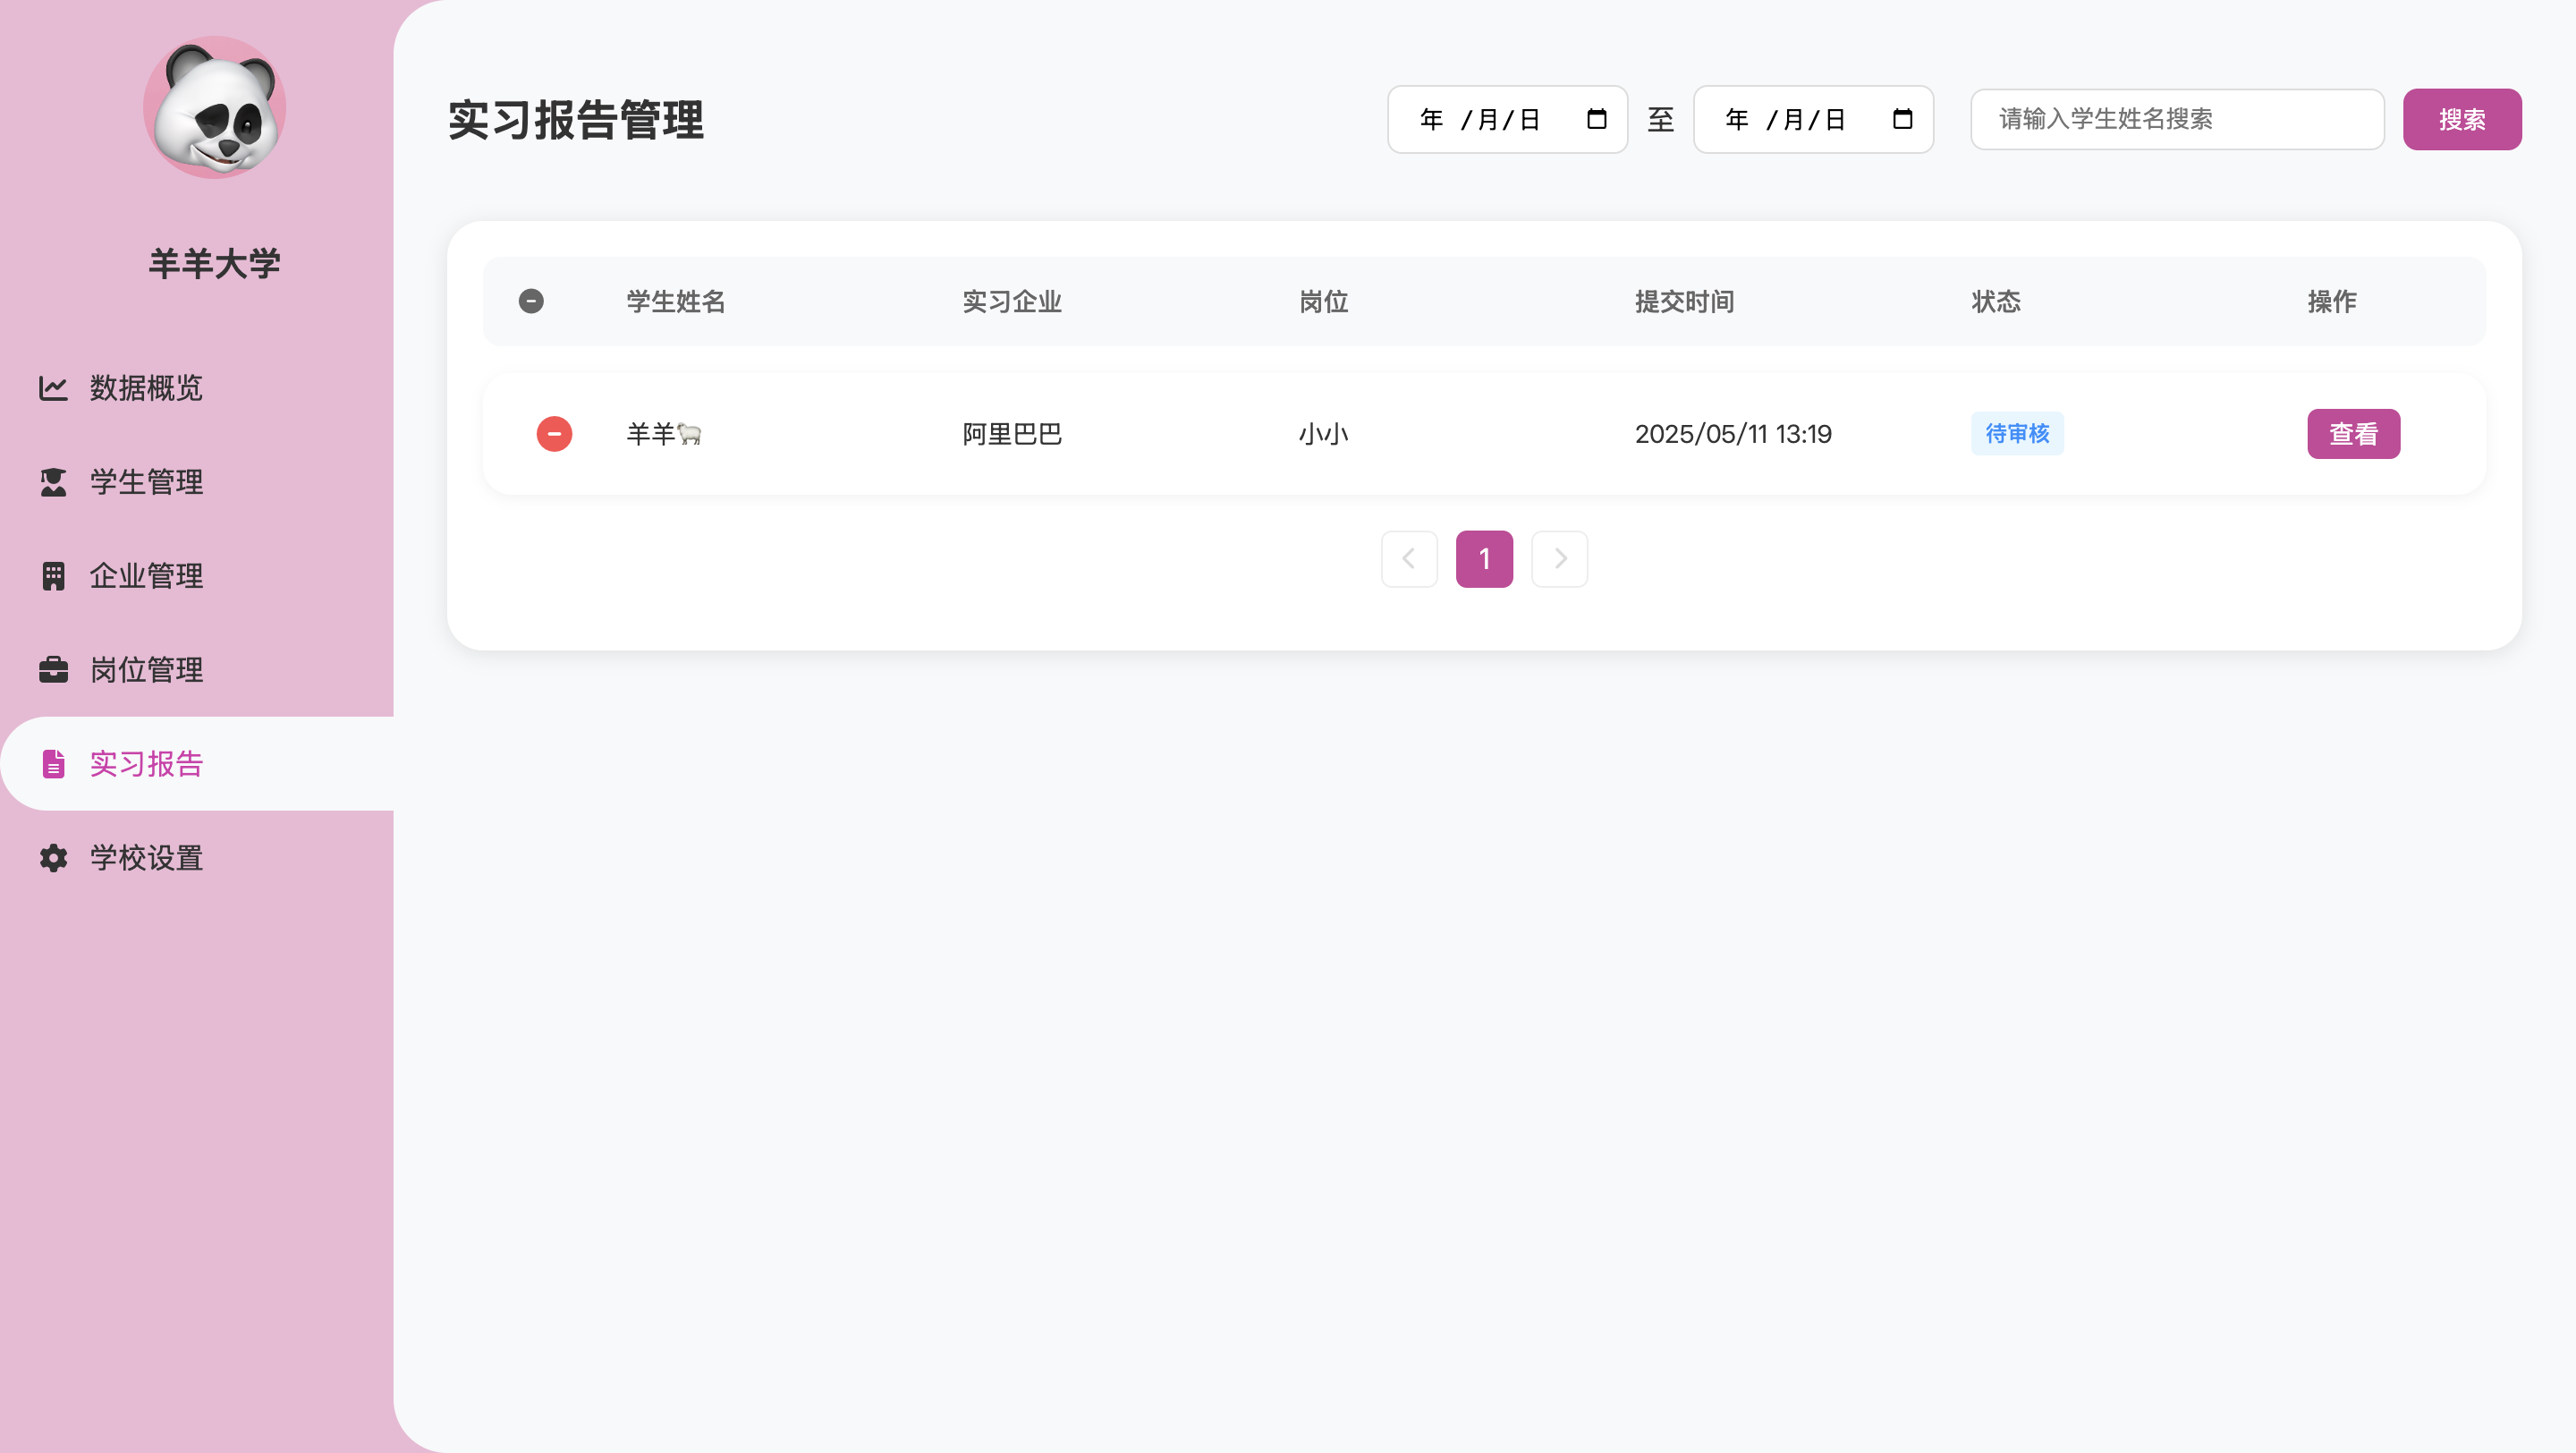 羊羊大学
数据概览
学生管理
企业管理
岗位管理
实习报告
学校设置
实习报告管理
年 /月/日 至 年 /月/日 请输入学生姓名搜索 搜索
学生姓名 实习企业 岗位 提交时间 状态 操作
羊羊🐑 阿里巴巴 小小 2025/05/11 13:19 待审核 查看
1